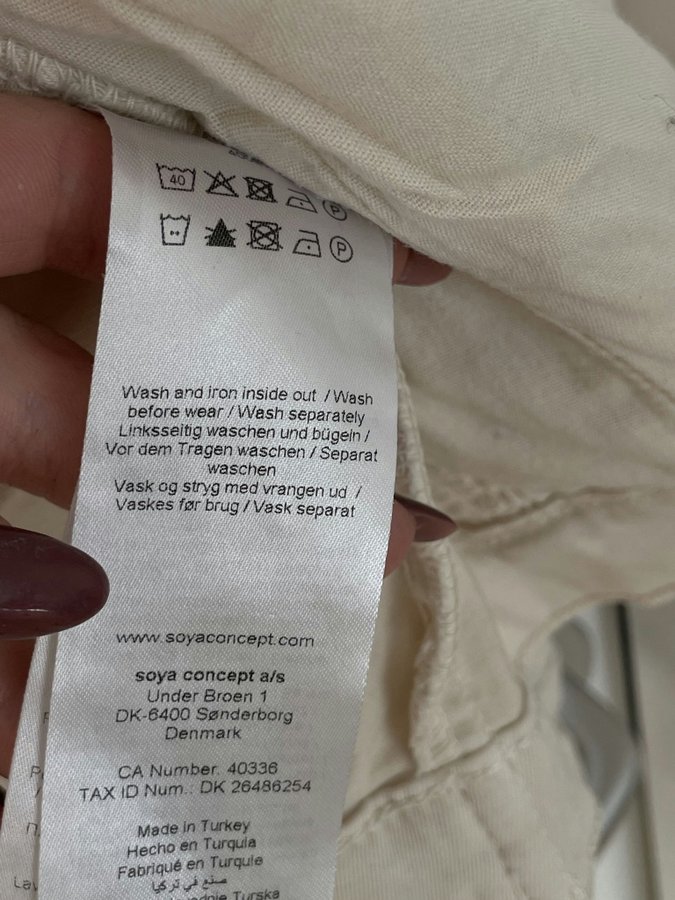 40
P
P
Wash and iron inside out / Wash
before wear / Wash separately
Linksseitig waschen und bügeln /
Vor dem Tragen waschen / Separat
waschen
Vask og stryg med vrangen ud /
Vaskes før brug / Vask separat
www.soyaconcept.com
soya concept a/s
Under Broen 1
DK-6400 Sønderborg
Denmark
CA Number. 40336
TAX ID Num.: DK 26486254
Made in Turkey
Hecho en Turquia
Fabriqué en Turquie
صنع في تركيا
Turska